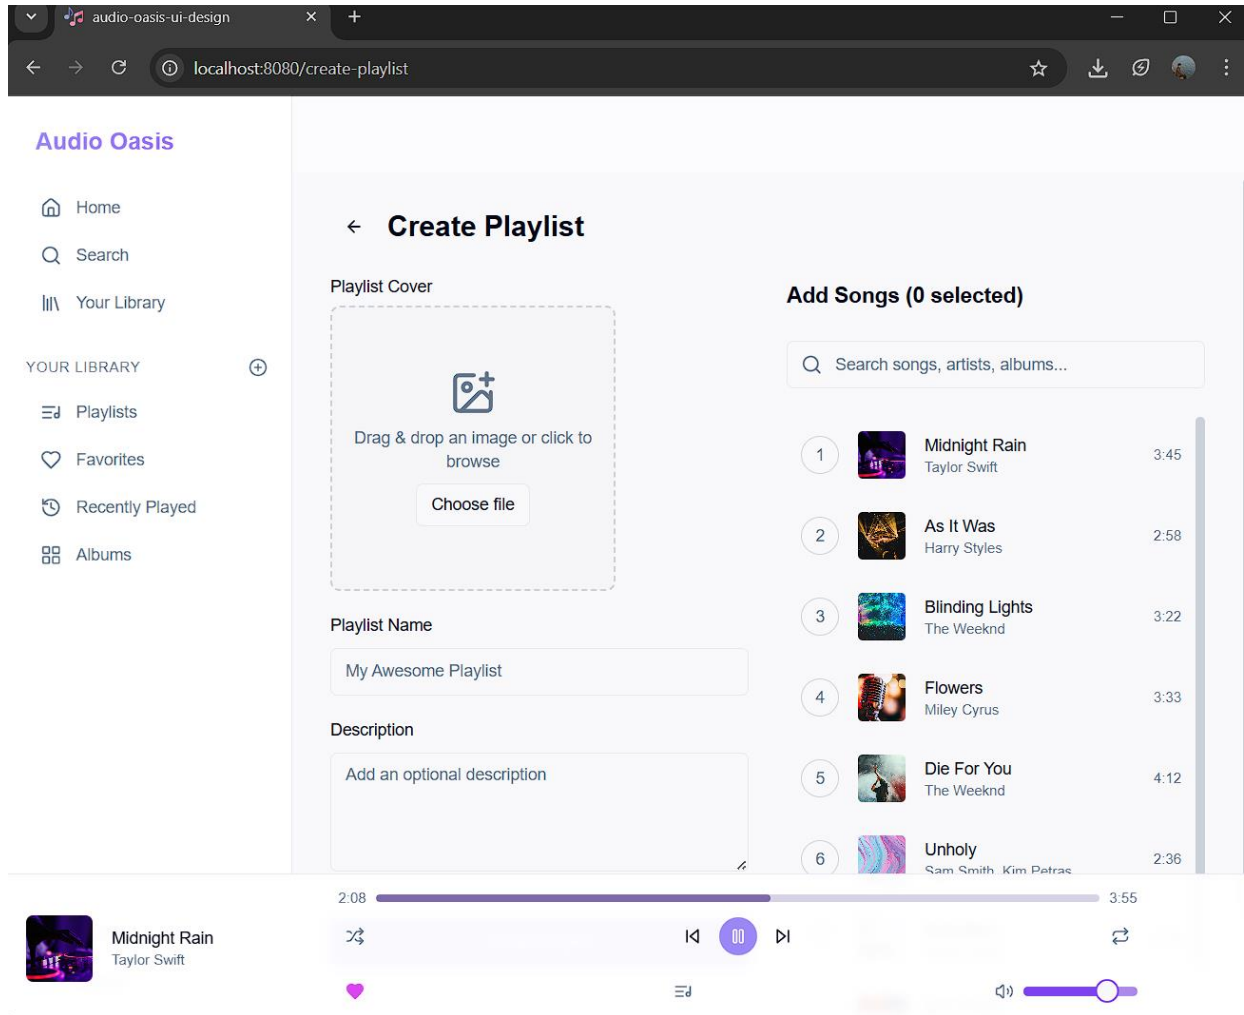 audio-oasis-ui-design
localhost:8080/create-playlist
Audio Oasis
Home
Search
Your Library
YOUR LIBRARY
Playlists
Favorites
Recently Played
Albums
Create Playlist
Playlist Cover
Drag & drop an image or click to
browse
Choose file
Playlist Name
My Awesome Playlist
Description
Add an optional description
Add Songs (0 selected)
Search songs, artists, albums...
1
Midnight Rain
3:45
Taylor Swift
2
As It Was
2:58
Harry Styles
3
Blinding Lights
3:22
The Weeknd
4
Flowers
3:33
Miley Cyrus
5
Die For You
4:12
The Weeknd
6
Unholy
2:36
Sam Smith, Kim Petras
2:08
3:55
Midnight Rain
Taylor Swift